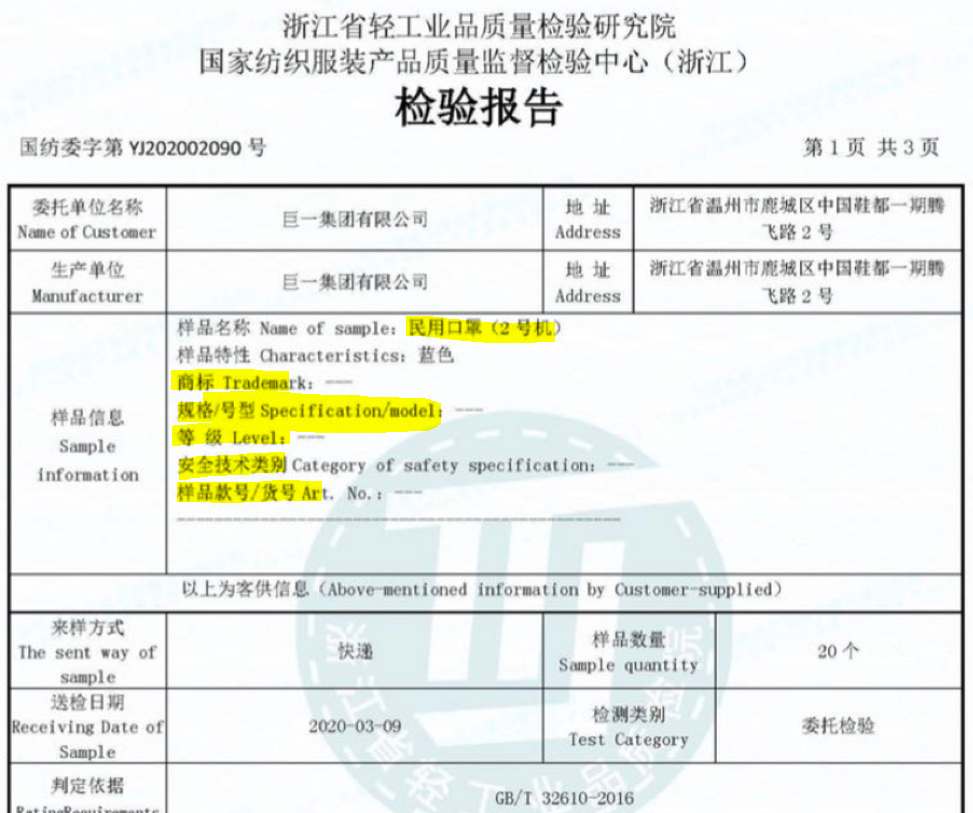 浙江省轻工业品质量检验研究院
国家纺织服装产品质量监督检验中心（浙江）
检验报告
国纺委字第 YJ202002090 号
第 1 页 共 3 页
委托单位名称
Name of Customer
巨一集团有限公司
地 址
Address
浙江省温州市鹿城区中国鞋都一期腾
飞路 2 号
生产单位
Manufacturer
巨一集团有限公司
地 址
Address
浙江省温州市鹿城区中国鞋都一期腾
飞路 2 号
样品信息
Sample
information
样品名称 Name of sample: 民用口罩（2 号机）
样品特性 Characteristics: 蓝色
商标 Trademark: ---
规格/号型 Specification/model: ---
等 级 Level: ---
安全技术类别 Category of safety specification: ---
样品款号/货号 Art. No.: ---
以上为客供信息（Above-mentioned information by Customer-supplied）
来样方式
The sent way of
sample
快递
样品数量
Sample quantity
20 个
送检日期
Receiving Date of
Sample
2020-03-09
检测类别
Test Category
委托检验
判定依据
RatingRequirements
GB/T 32610-2016